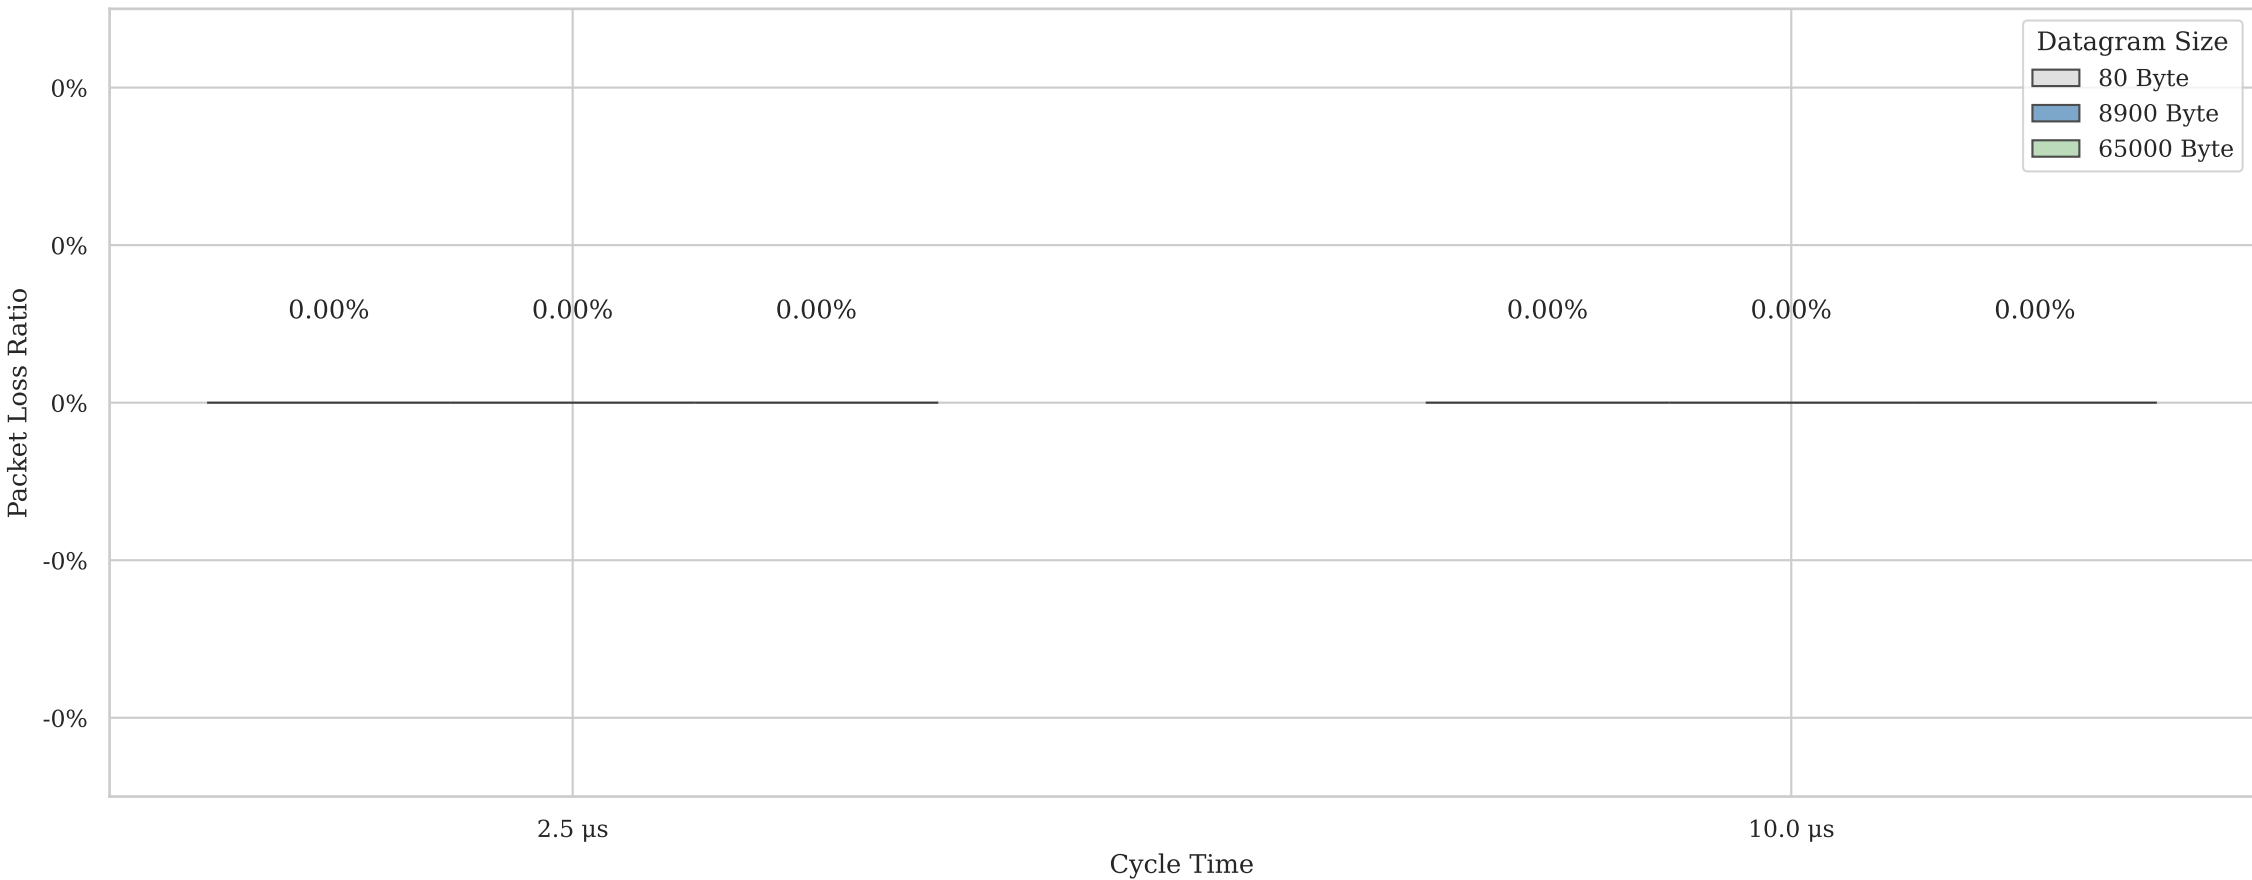 Datagram Size
80 Byte
8900 Byte
65000 Byte
0%
0%
0%
-0%
-0%
Packet Loss Ratio
0.00% 0.00% 0.00% 0.00% 0.00% 0.00%
2.5 µs 10.0 µs
Cycle Time